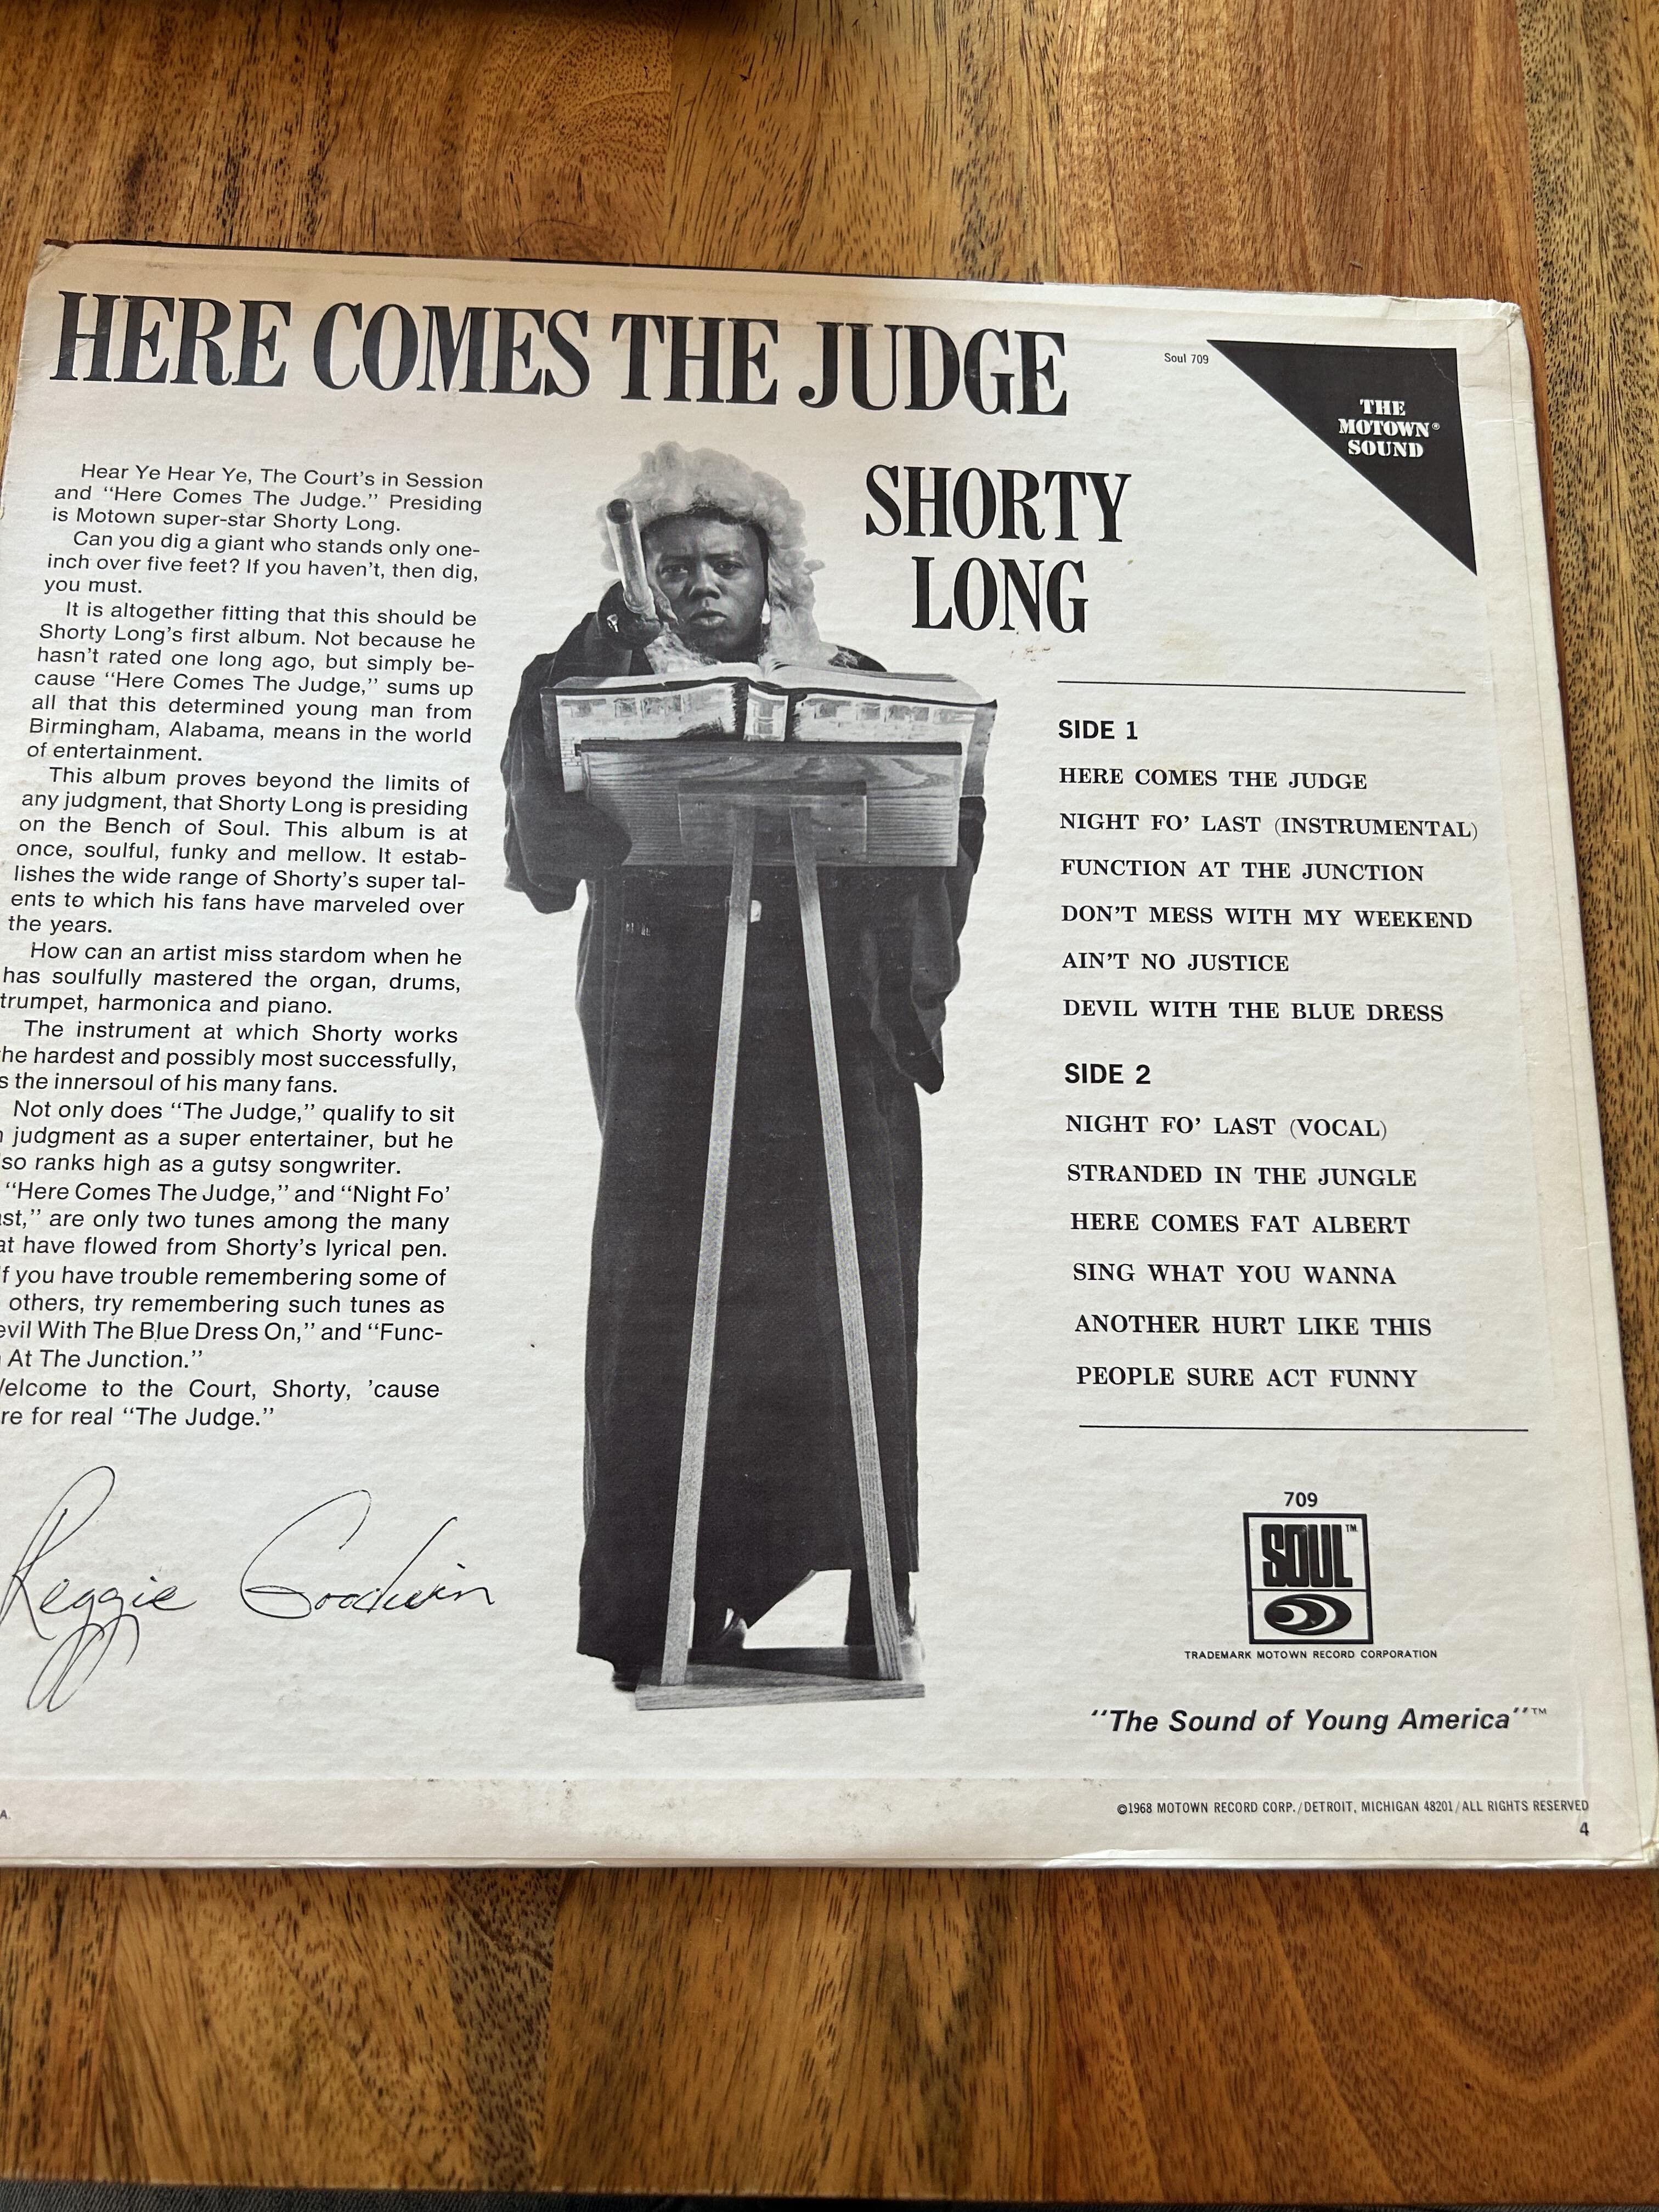 HERE COMES THE JUDGE
Soul 709
THE
MOTOWN®
SOUND
SHORTY
LONG
Hear Ye Hear Ye, The Court's in Session
and "Here Comes The Judge." Presiding
is Motown super-star Shorty Long.
Can you dig a giant who stands only one-
inch over five feet? If you haven't, then dig,
you must.
It is altogether fitting that this should be
Shorty Long's first album. Not because he
hasn't rated one long ago, but simply be-
cause "Here Comes The Judge," sums up
all that this determined young man from
Birmingham, Alabama, means in the world
of entertainment.
This album proves beyond the limits of
any judgment, that Shorty Long is presiding
on the Bench of Soul. This album is at
once, soulful, funky and mellow. It estab-
lishes the wide range of Shorty's super tal-
ents to which his fans have marveled over
the years.
How can an artist miss stardom when he
has soulfully mastered the organ, drums,
trumpet, harmonica and piano.
The instrument at which Shorty works
he hardest and possibly most successfully,
s the innersoul of his many fans.
Not only does "The Judge," qualify to sit
judgment as a super entertainer, but he
so ranks high as a gutsy songwriter.
"Here Comes The Judge," and "Night Fo'
st," are only two tunes among the many
at have flowed from Shorty's lyrical pen.
f you have trouble remembering some of
others, try remembering such tunes as
evil With The Blue Dress On," and "Func-
At The Junction."
elcome to the Court, Shorty, 'cause
re for real "The Judge."
Reggie Goodwin
SIDE 1
HERE COMES THE JUDGE
NIGHT FO' LAST (INSTRUMENTAL)
FUNCTION AT THE JUNCTION
DON'T MESS WITH MY WEEKEND
AIN'T NO JUSTICE
DEVIL WITH THE BLUE DRESS
SIDE 2
NIGHT FO' LAST (VOCAL)
STRANDED IN THE JUNGLE
HERE COMES FAT ALBERT
SING WHAT YOU WANNA
ANOTHER HURT LIKE THIS
PEOPLE SURE ACT FUNNY
709
SOUL™
TRADEMARK MOTOWN RECORD CORPORATION
"The Sound of Young America"™
A.
©1968 MOTOWN RECORD CORP./DETROIT, MICHIGAN 48201/ALL RIGHTS RESERVED
4